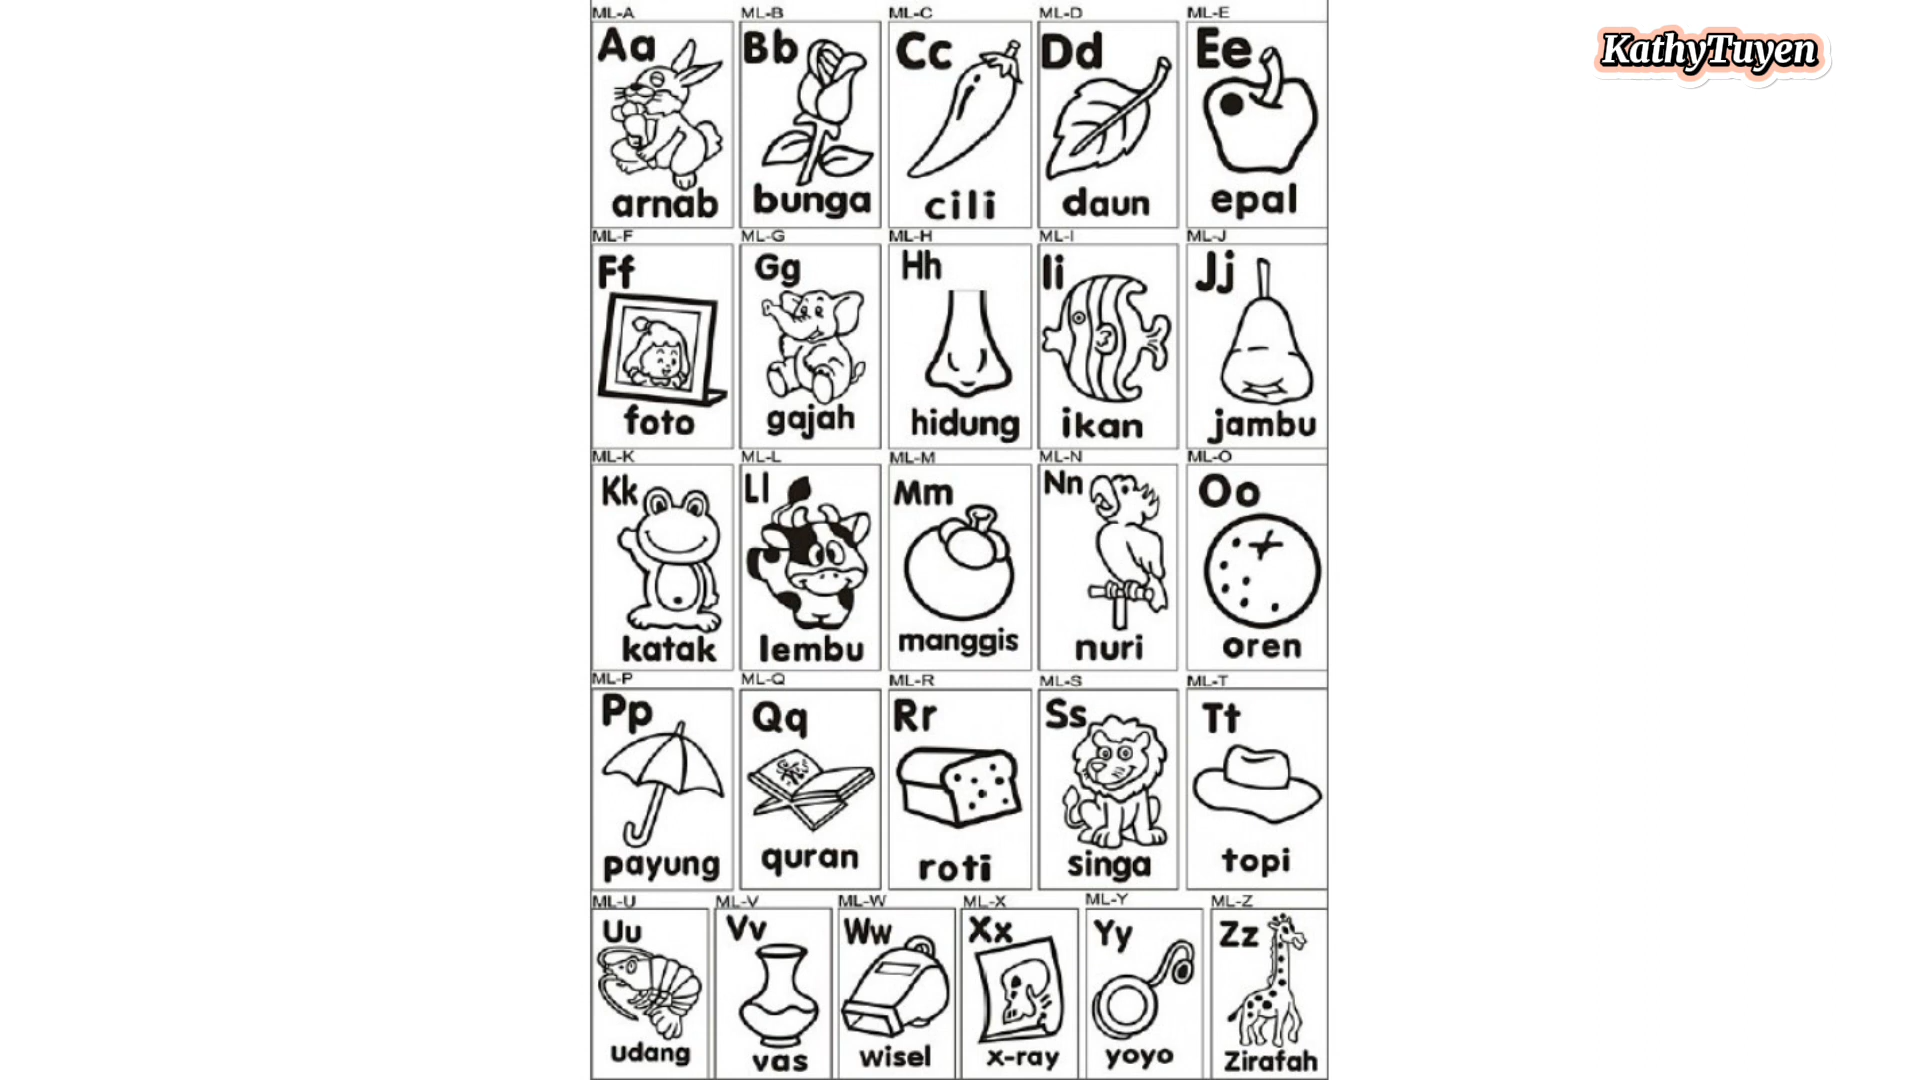 KathyTuyen
ML-A ML-B ML-C ML-D ML-E
Aa Bb Cc Dd Ee
arnab bunga cili daun epal
ML-F ML-G ML-H ML-I ML-J
Ff Gg Hh Ii Jj
foto gajah hidung ikan jambu
ML-K ML-L ML-M ML-N ML-O
Kk Ll Mm Nn Oo
katak lembu manggis nuri oren
ML-P ML-Q ML-R ML-S ML-T
Pp Qq Rr Ss Tt
payung quran roti singa topi
ML-U ML-V ML-W ML-X ML-Y ML-Z
Uu Vv Ww Xx Yy Zz
udang vas wisel x-ray yoyo Zirafah